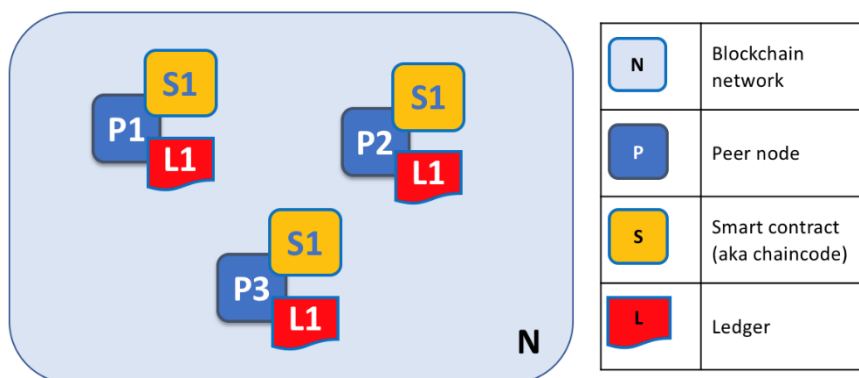 S1
P1
L1
S1
P2
L1
S1
P3
L1
N
N
Blockchain
network
P
Peer node
S
Smart contract
(aka chaincode)
L
Ledger